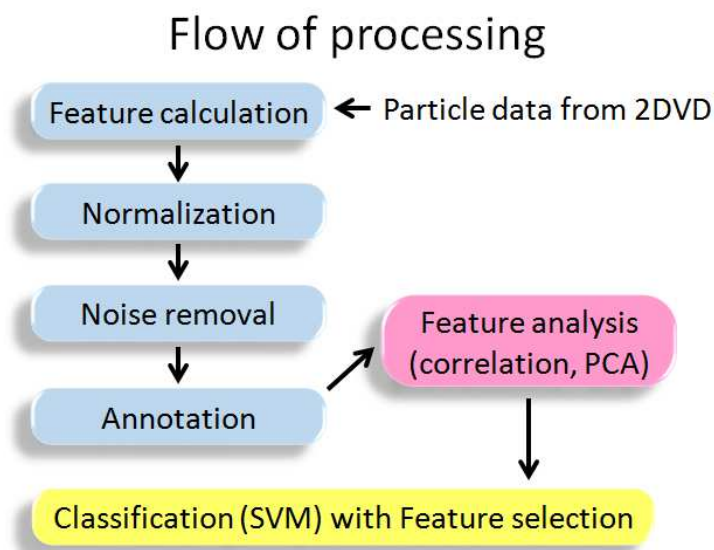 Flow of processing
Feature calculation
Particle data from 2DVD
Normalization
Noise removal
Feature analysis
(correlation, PCA)
Annotation
Classification (SVM) with Feature selection